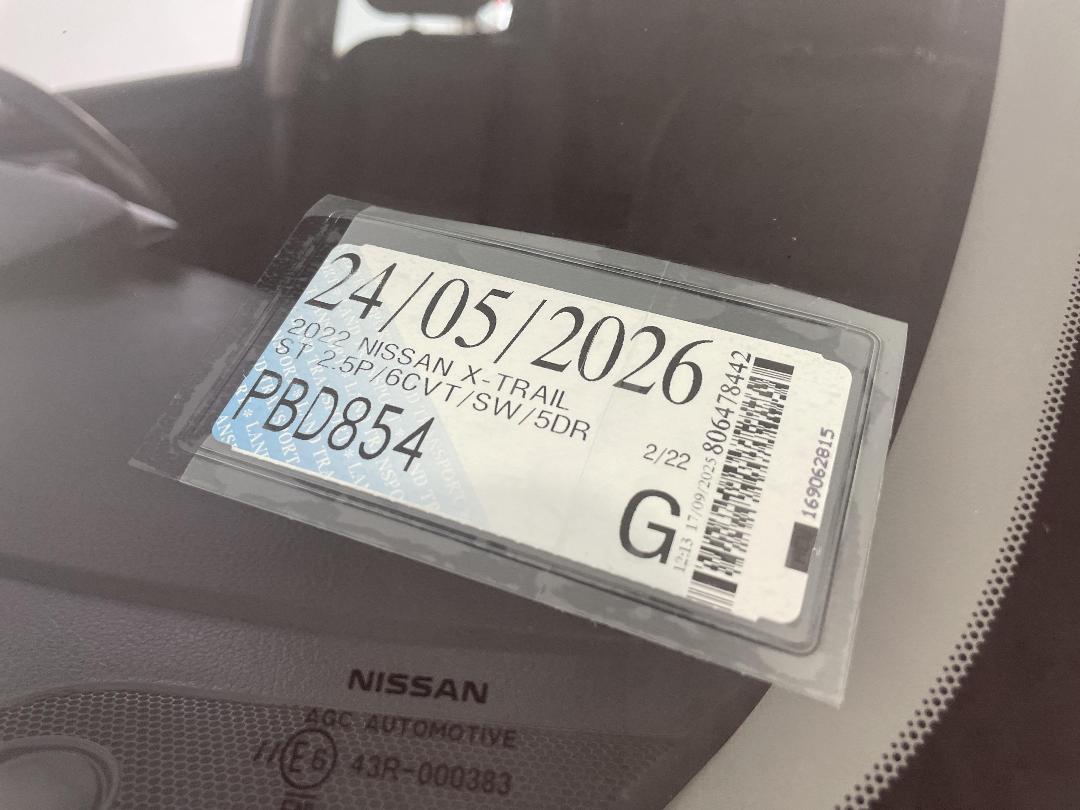 24/05/2026
2022 NISSAN X-TRAIL
ST 2.5P/6CVT/SW/5DR
PBD854
2/22
G
12:13 17/09/2025 806478442
169062815
NISSAN
AGC AUTOMOTIVE
//E6 43R-000383